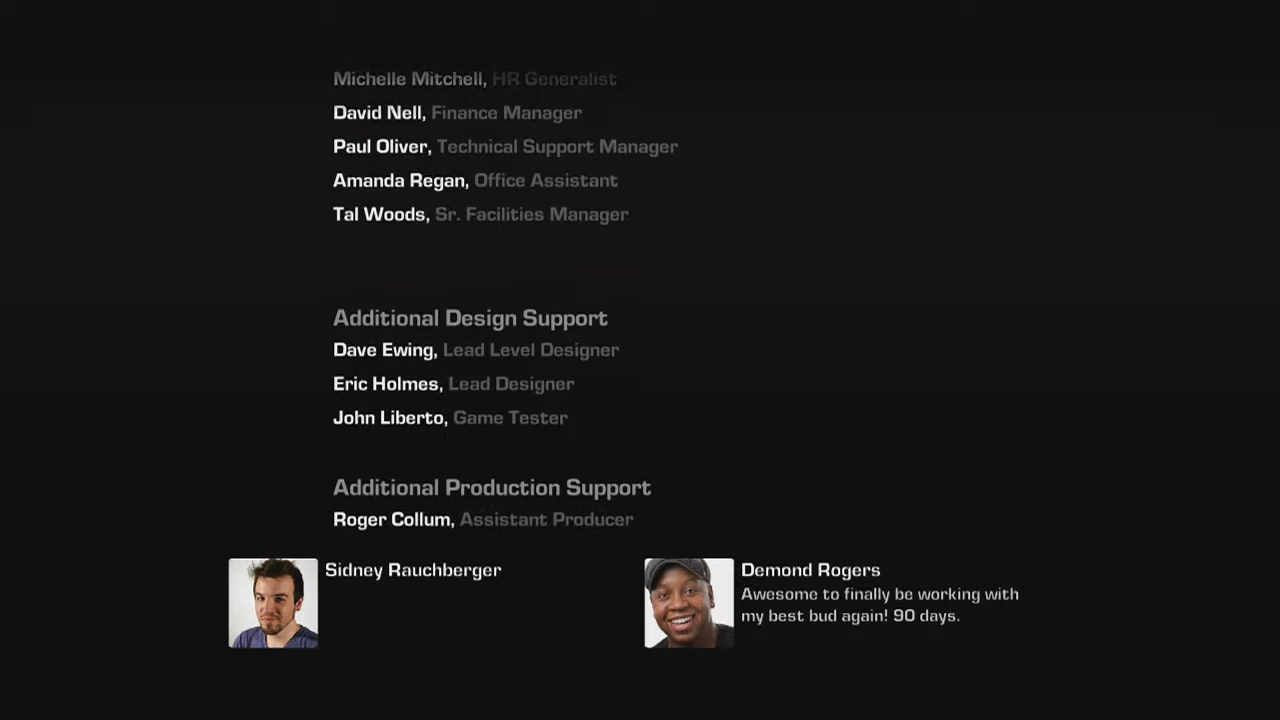 Michelle Mitchell, HR Generalist
David Nell, Finance Manager
Paul Oliver, Technical Support Manager
Amanda Regan, Office Assistant
Tal Woods, Sr. Facilities Manager
Additional Design Support
Dave Ewing, Lead Level Designer
Eric Holmes, Lead Designer
John Liberto, Game Tester
Additional Production Support
Roger Collum, Assistant Producer
Sidney Rauchberger
Demond Rogers
Awesome to finally be working with
my best bud again! 90 days.